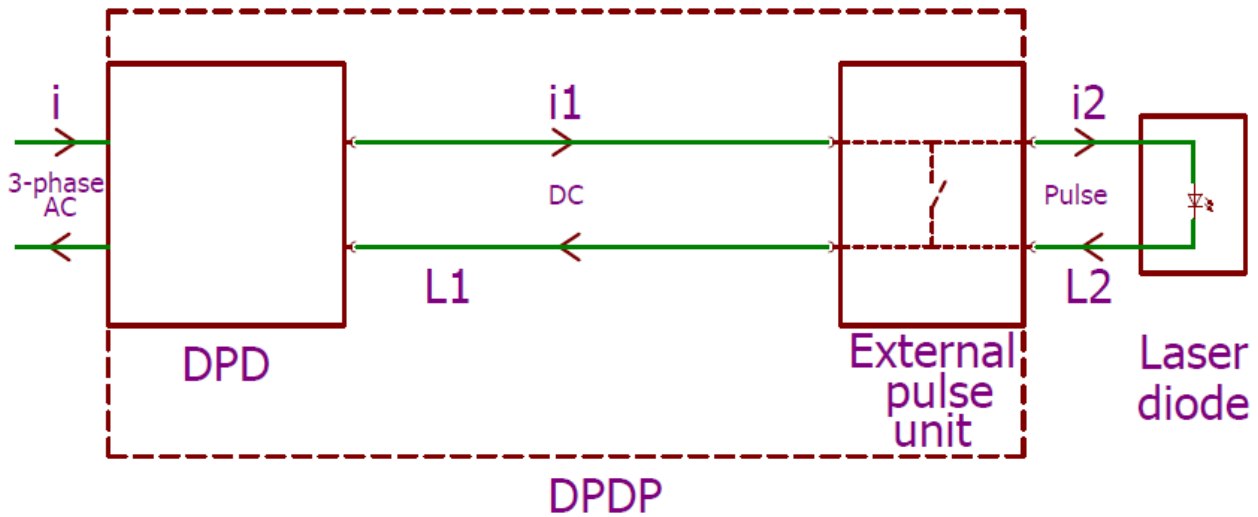 i
i1
i2
3-phase
AC
DC
Pulse
L1
L2
DPD
External
pulse
unit
Laser
diode
DPDP